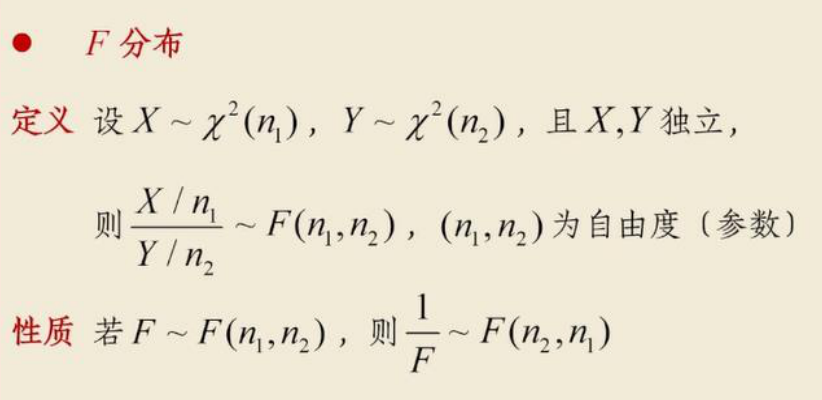 ● F 分布
定义 设 X ~ χ²(n₁), Y ~ χ²(n₂), 且 X,Y 独立,
则 (X / n₁)/(Y / n₂) ~ F(n₁,n₂), (n₁,n₂) 为自由度〔参数〕
性质 若 F ~ F(n₁,n₂), 则 1/F ~ F(n₂,n₁)